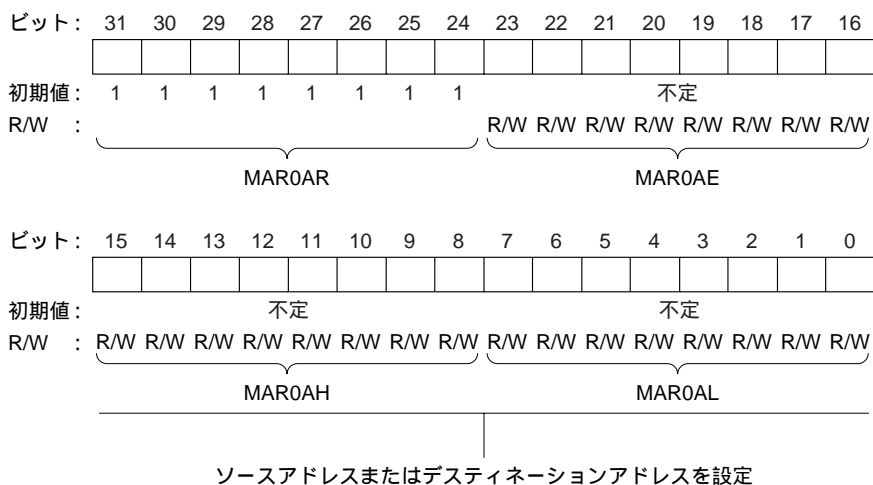 ビット : 31 30 29 28 27 26 25 24 23 22 21 20 19 18 17 16
初期値 : 1 1 1 1 1 1 1 1 不定
R/W : R/W R/W R/W R/W R/W R/W R/W R/W
MAR0AR MAR0AE
ビット : 15 14 13 12 11 10 9 8 7 6 5 4 3 2 1 0
初期値 : 不定 不定
R/W : R/W R/W R/W R/W R/W R/W R/W R/W R/W R/W R/W R/W R/W R/W R/W R/W
MAR0AH MAR0AL
ソースアドレスまたはデスティネーションアドレスを設定